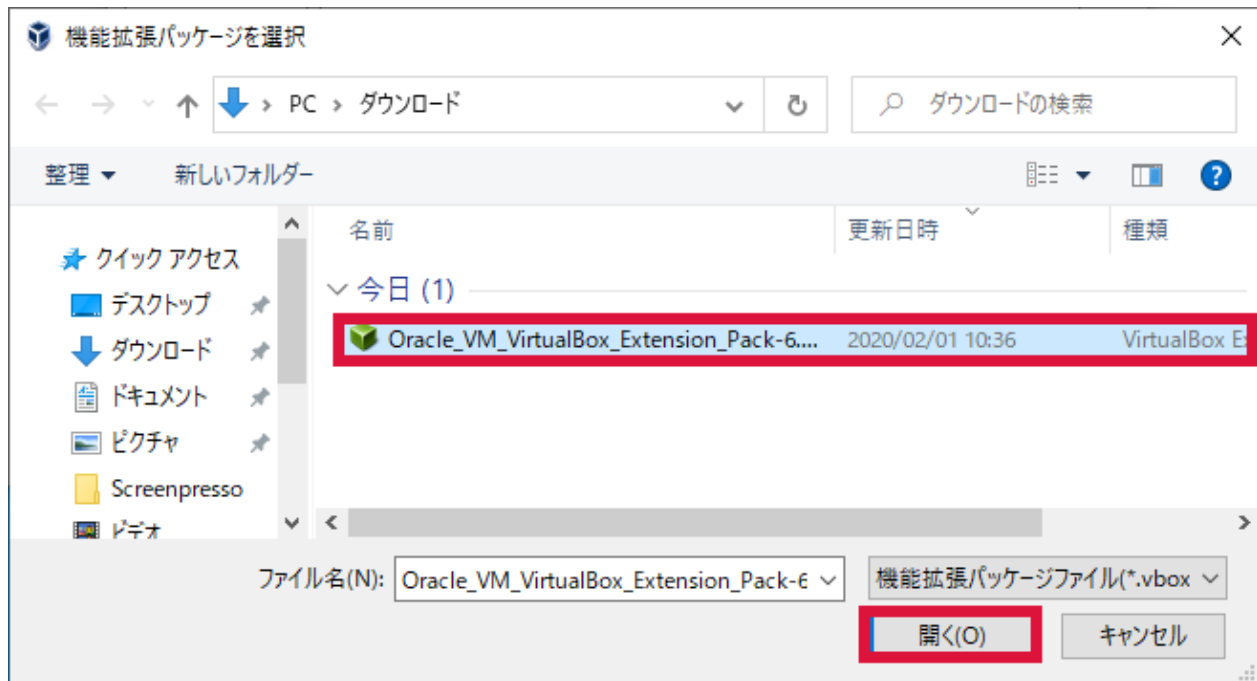 機能拡張パッケージを選択
PC › ダウンロード
ダウンロードの検索
整理
新しいフォルダー
名前
更新日時
種類
クイック アクセス
デスクトップ
ダウンロード
ドキュメント
ピクチャ
Screenpresso
ビデオ
今日 (1)
Oracle_VM_VirtualBox_Extension_Pack-6.... 2020/02/01 10:36 VirtualBox E
ファイル名(N): Oracle_VM_VirtualBox_Extension_Pack-6
機能拡張パッケージファイル(*.vbox
開く(O)
キャンセル